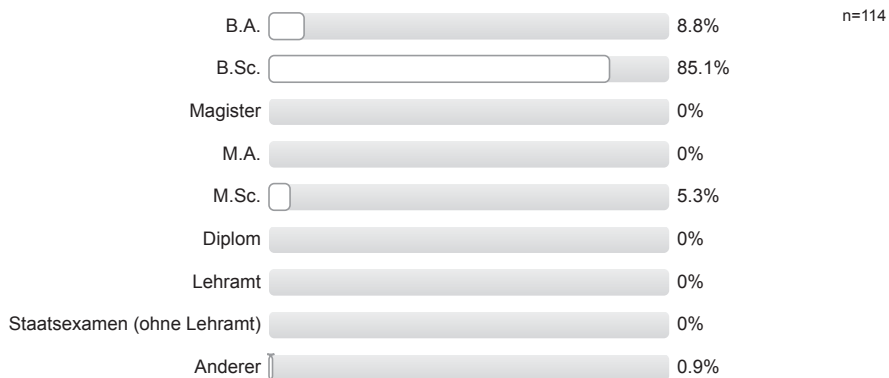 n=114
B.A. 8.8%
B.Sc. 85.1%
Magister 0%
M.A. 0%
M.Sc. 5.3%
Diplom 0%
Lehramt 0%
Staatsexamen (ohne Lehramt) 0%
Anderer 0.9%